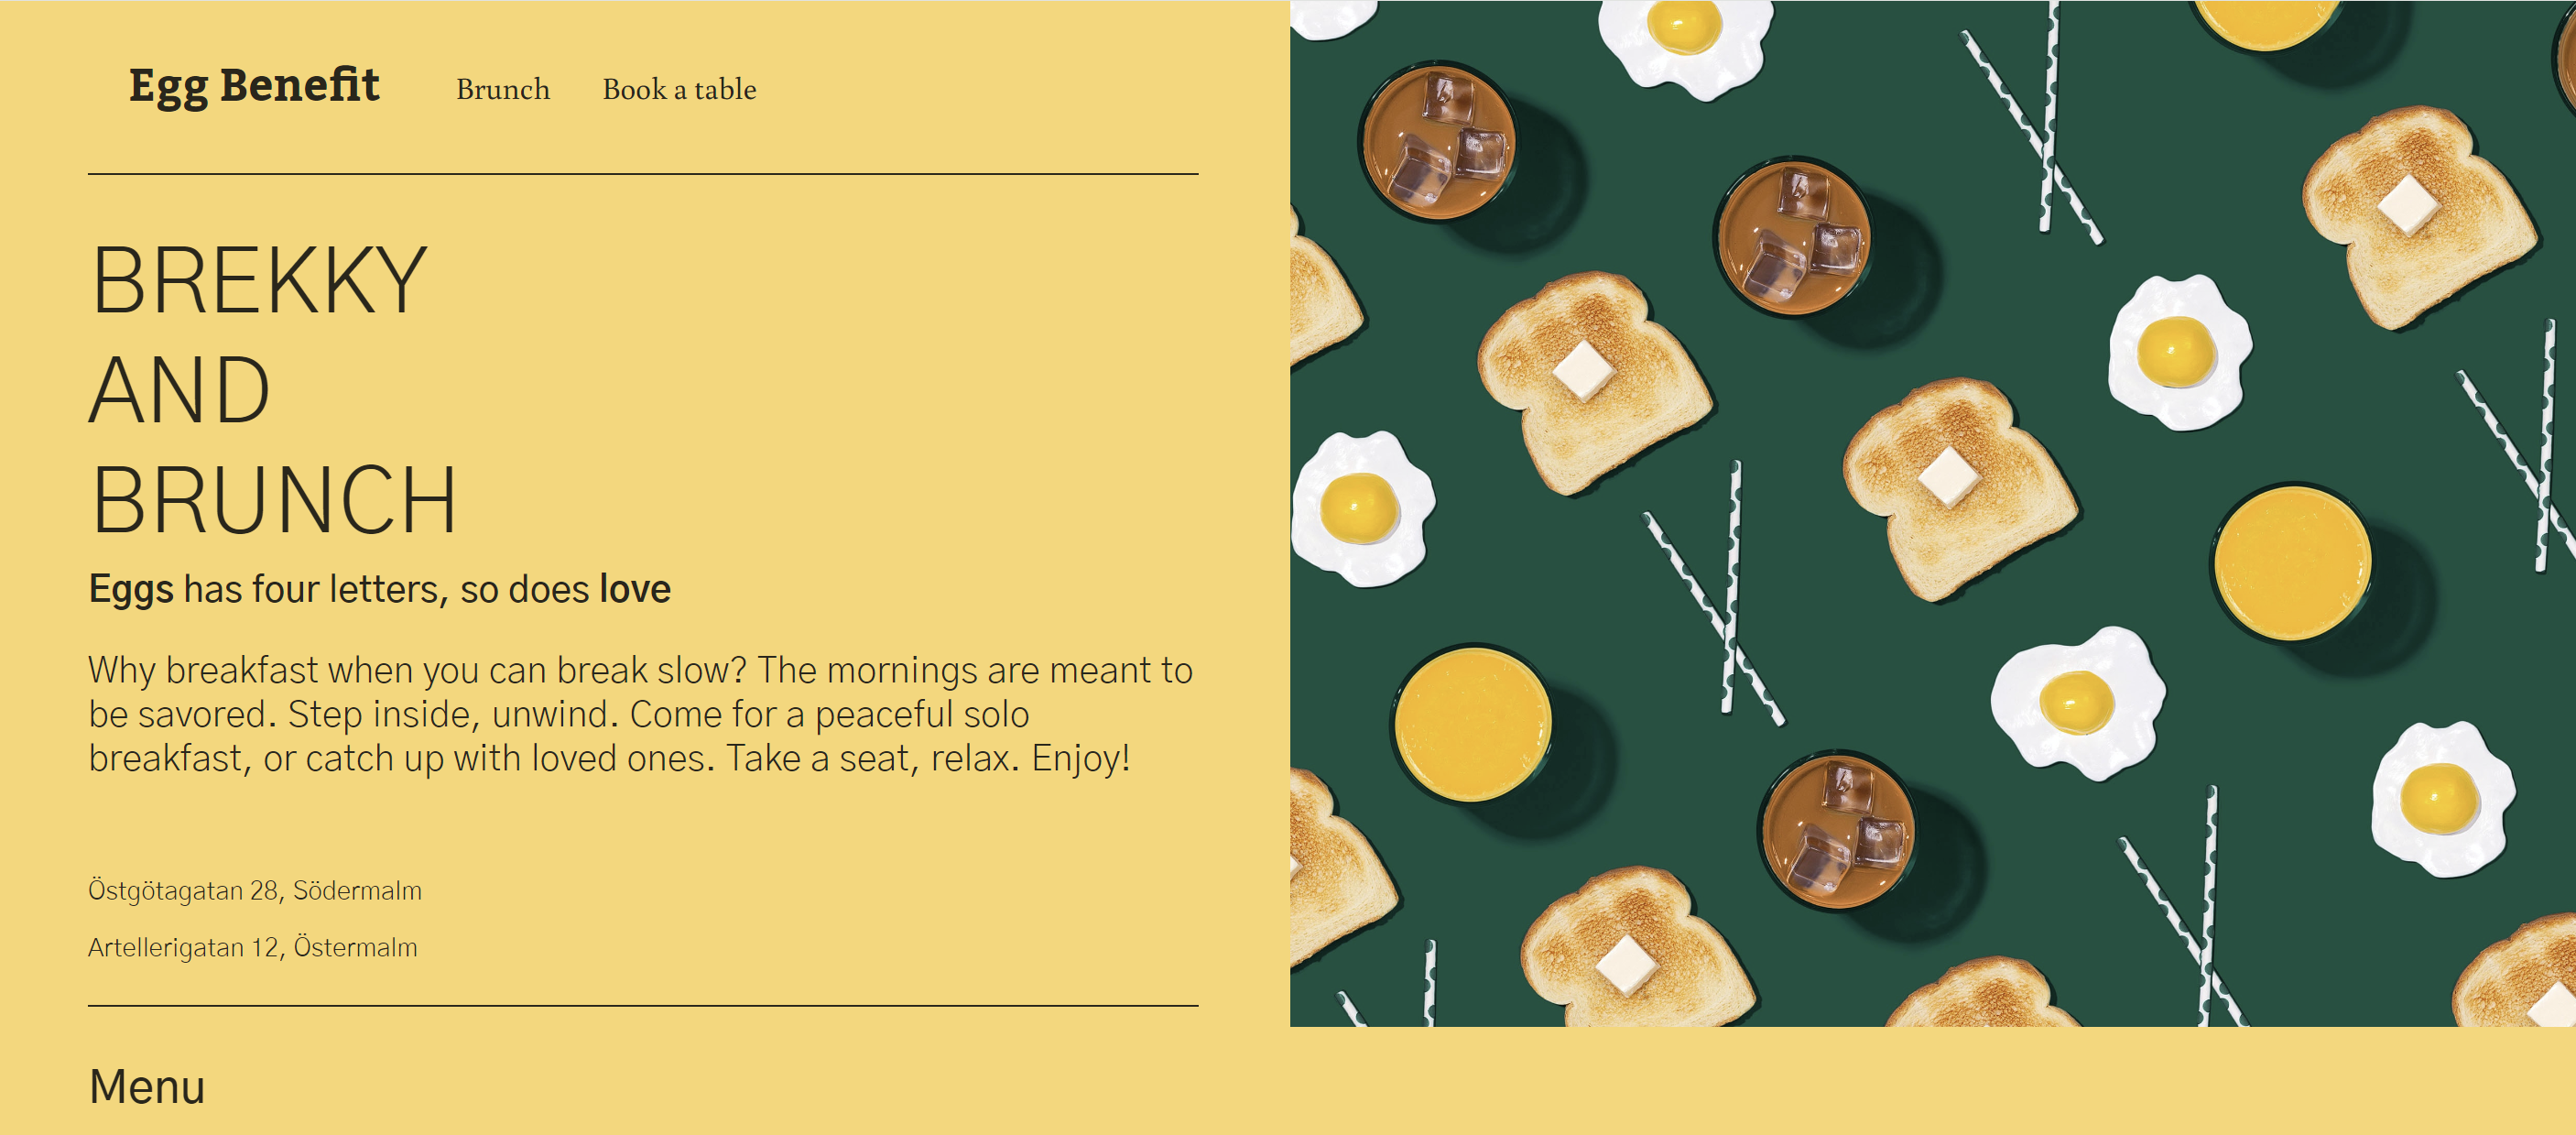 Egg Benefit
Brunch
Book a table
BREKKY
AND
BRUNCH
Eggs has four letters, so does love
Why breakfast when you can break slow? The mornings are meant to
be savored. Step inside, unwind. Come for a peaceful solo
breakfast, or catch up with loved ones. Take a seat, relax. Enjoy!
Östgötagatan 28, Södermalm
Artellerigatan 12, Östermalm
Menu